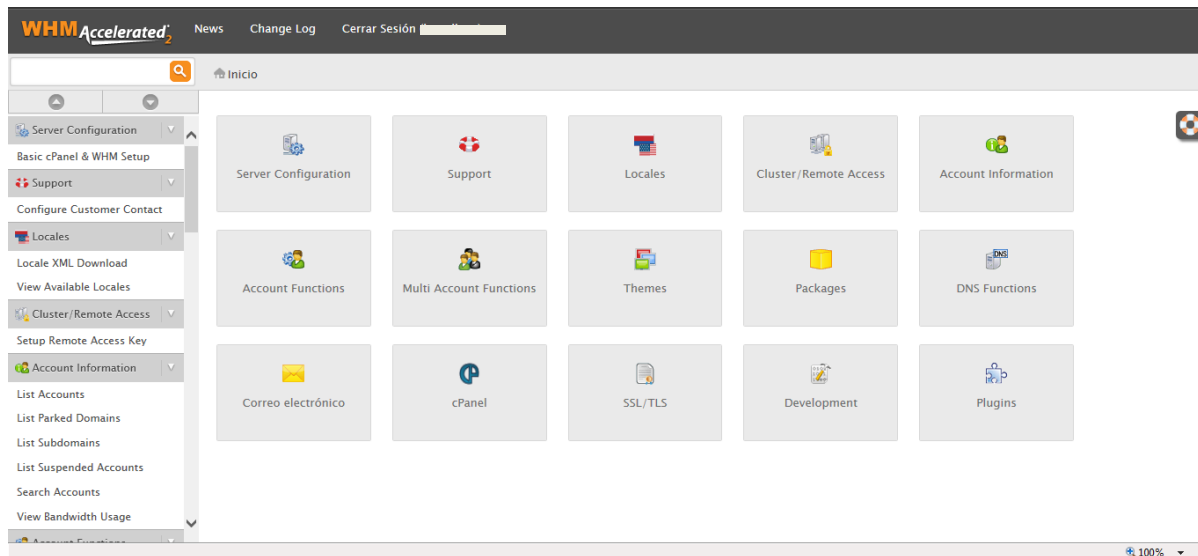 WHM Accelerated 2
News Change Log Cerrar Sesión
Inicio
Server Configuration
Basic cPanel & WHM Setup
Support
Configure Customer Contact
Locales
Locale XML Download
View Available Locales
Cluster/Remote Access
Setup Remote Access Key
Account Information
List Accounts
List Parked Domains
List Subdomains
List Suspended Accounts
Search Accounts
View Bandwidth Usage
Account Functions
Server Configuration
Support
Locales
Cluster/Remote Access
Account Information
Account Functions
Multi Account Functions
Themes
Packages
DNS
DNS Functions
Correo electrónico
cPanel
SSL/TLS
Development
Plugins
100%